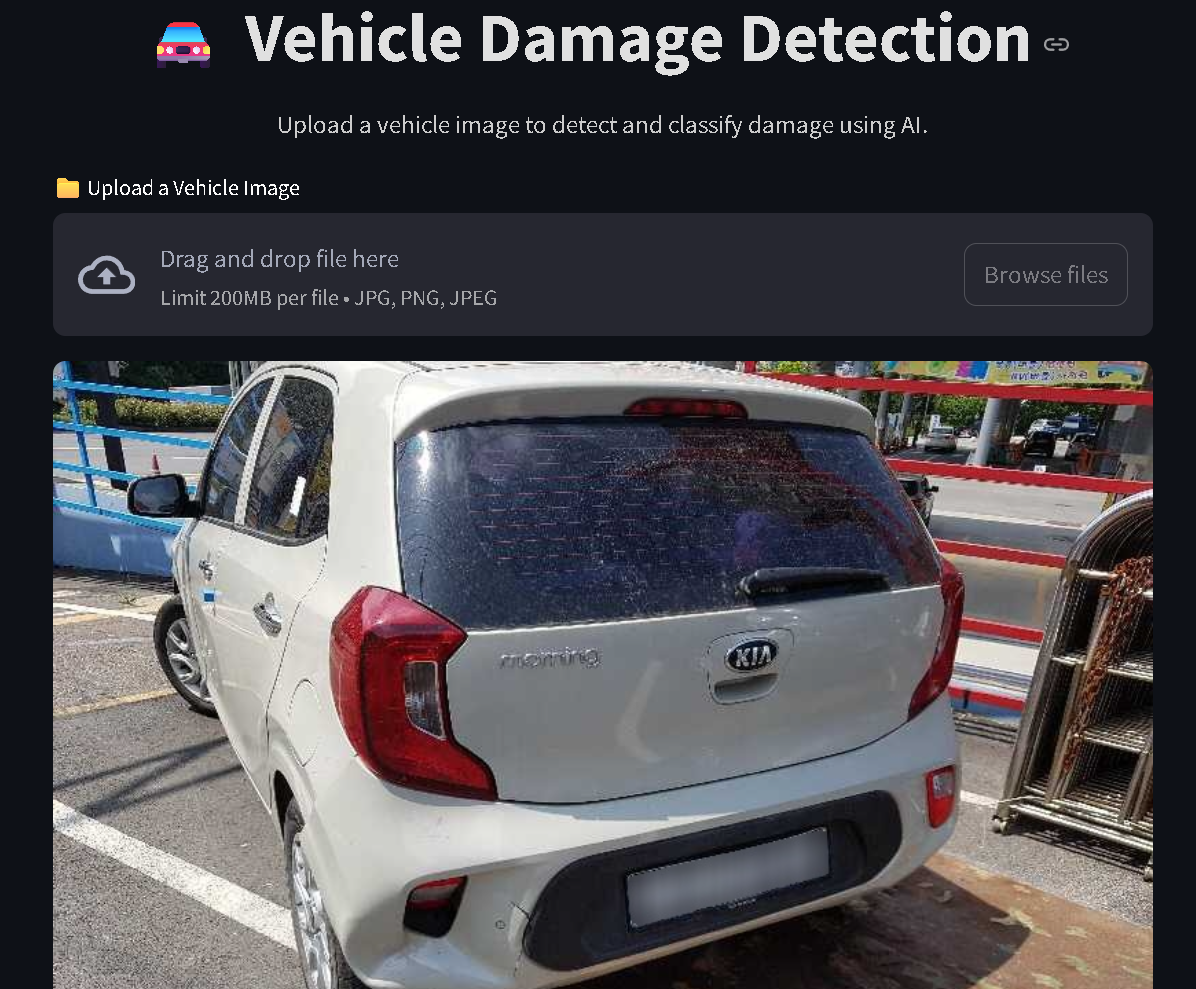 Vehicle Damage Detection
Upload a vehicle image to detect and classify damage using AI.
Upload a Vehicle Image
Drag and drop file here
Limit 200MB per file • JPG, PNG, JPEG
Browse files
morning
KIA